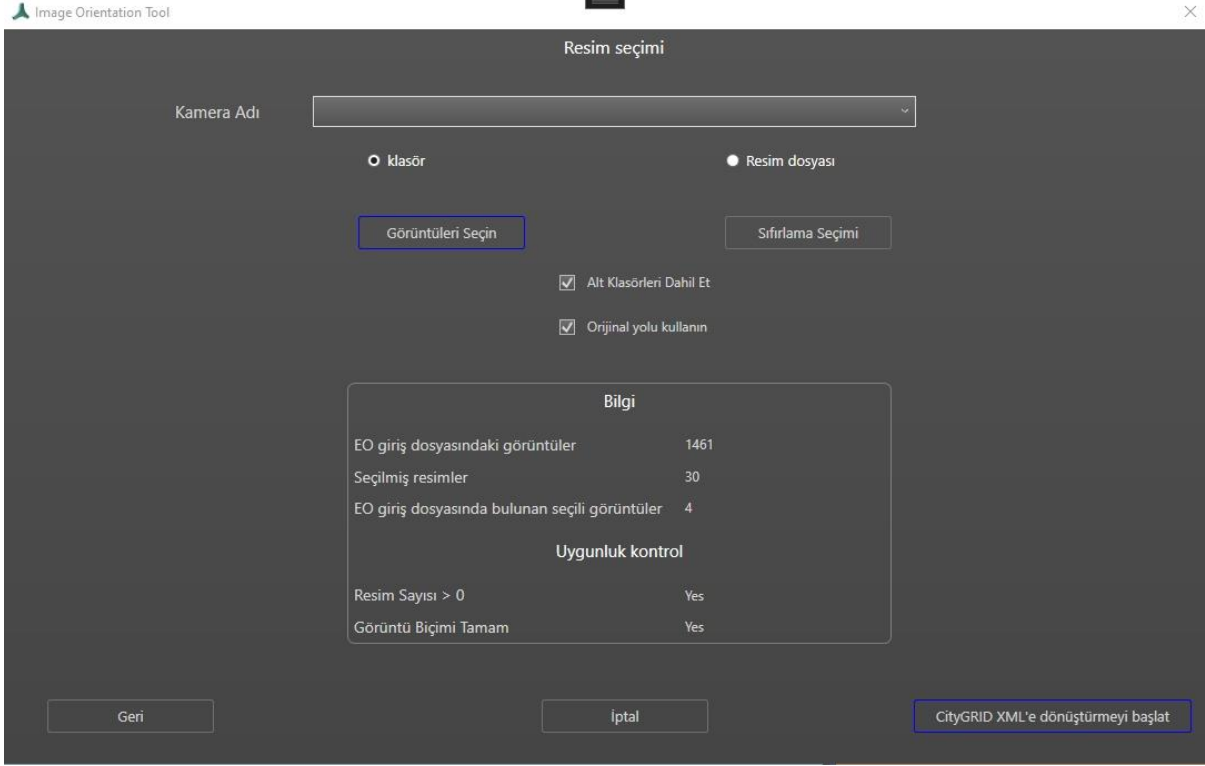 Image Orientation Tool
Resim seçimi
Kamera Adı
klasör Resim dosyası
Görüntüleri Seçin Sıfırlama Seçimi
Alt Klasörleri Dahil Et
Orijinal yolu kullanın
Bilgi
EO giriş dosyasındaki görüntüler 1461
Seçilmiş resimler 30
EO giriş dosyasında bulunan seçili görüntüler 4
Uygunluk kontrol
Resim Sayısı > 0 Yes
Görüntü Biçimi Tamam Yes
Geri İptal CityGRID XML'e dönüştürmeyi başlat